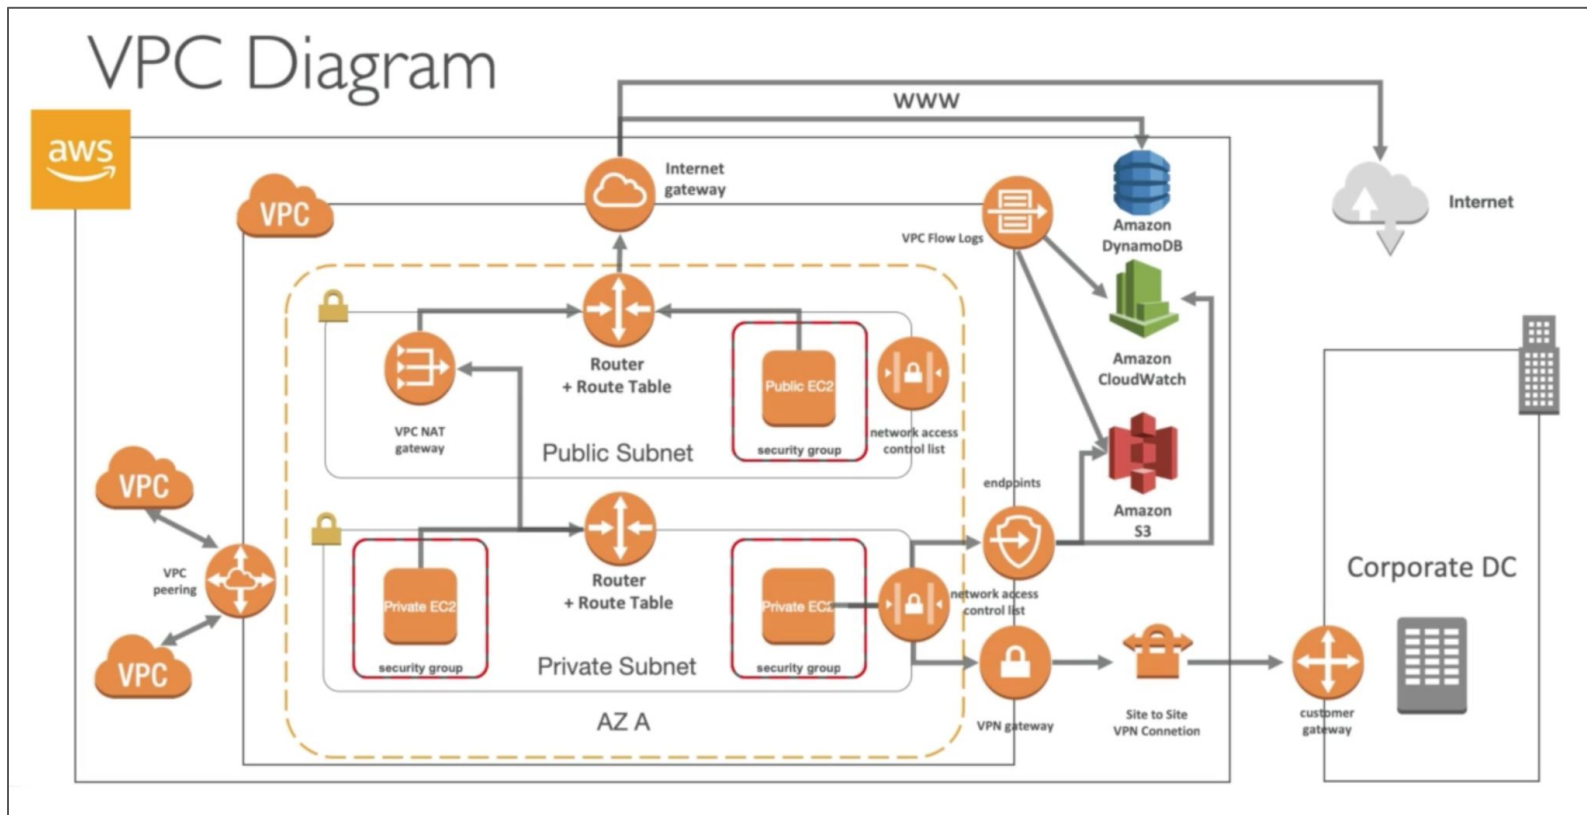 VPC Diagram
WWW
aws
Internet
gateway
VPC
VPC Flow Logs
Amazon
DynamoDB
Internet
Router
+ Route Table
Public EC2
security group
network access
control list
VPC NAT
gateway
Public Subnet
Amazon
CloudWatch
VPC
VPC
peering
VPC
endpoints
Amazon
S3
Router
+ Route Table
Private EC2
security group
Private EC2
security group
network access
control list
Private Subnet
AZ A
VPN gateway
Site to Site
VPN Connetion
customer
gateway
Corporate DC